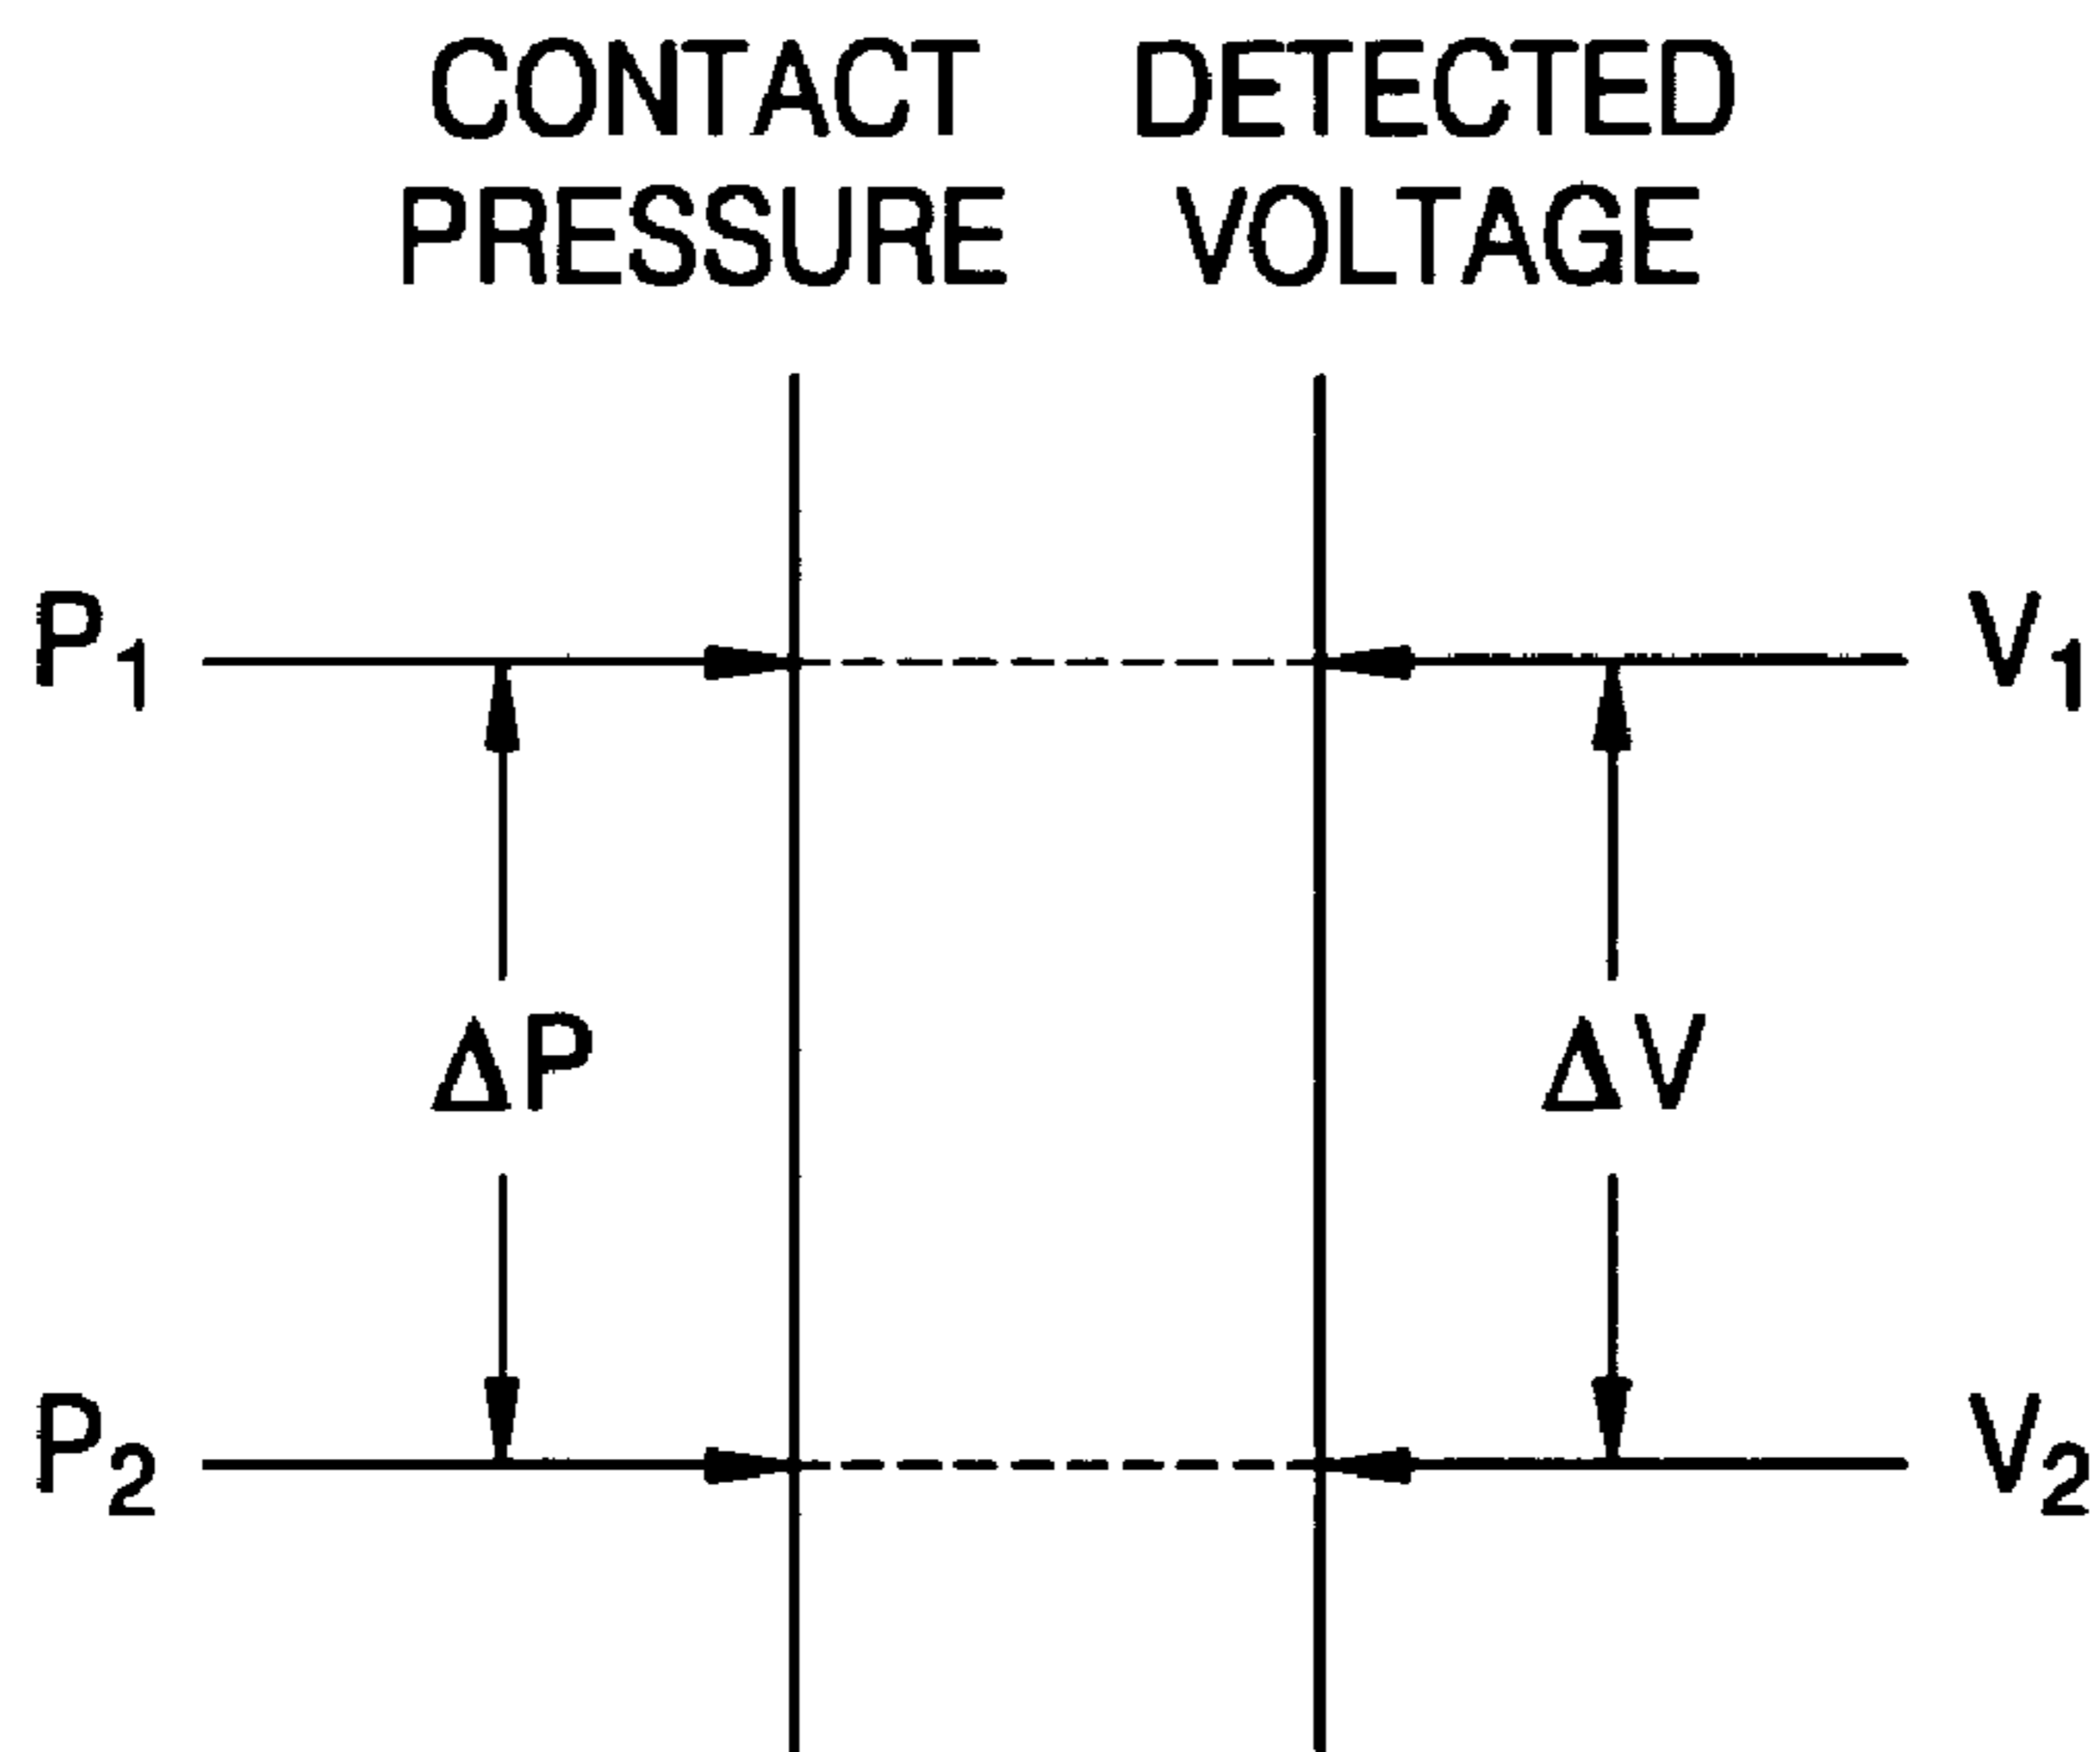 CONTACT DETECTED
PRESSURE VOLTAGE
P₁ V₁
ΔP ΔV
P₂ V₂